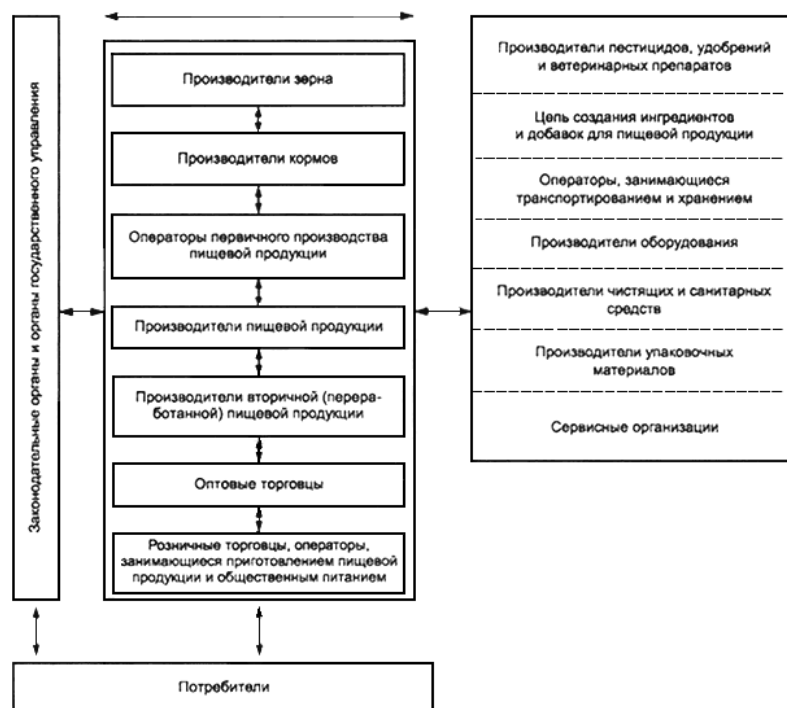 Законодательные органы и органы государственного управления
Производители зерна
Производители кормов
Операторы первичного производства
пищевой продукции
Производители пищевой продукции
Производители вторичной (перера-
ботанной) пищевой продукции
Оптовые торговцы
Розничные торговцы, операторы,
занимающиеся приготовлением пищевой
продукции и общественным питанием
Производители пестицидов, удобрений
и ветеринарных препаратов
Цепь создания ингредиентов
и добавок для пищевой продукции
Операторы, занимающиеся
транспортированием и хранением
Производители оборудования
Производители чистящих и санитарных
средств
Производители упаковочных
материалов
Сервисные организации
Потребители